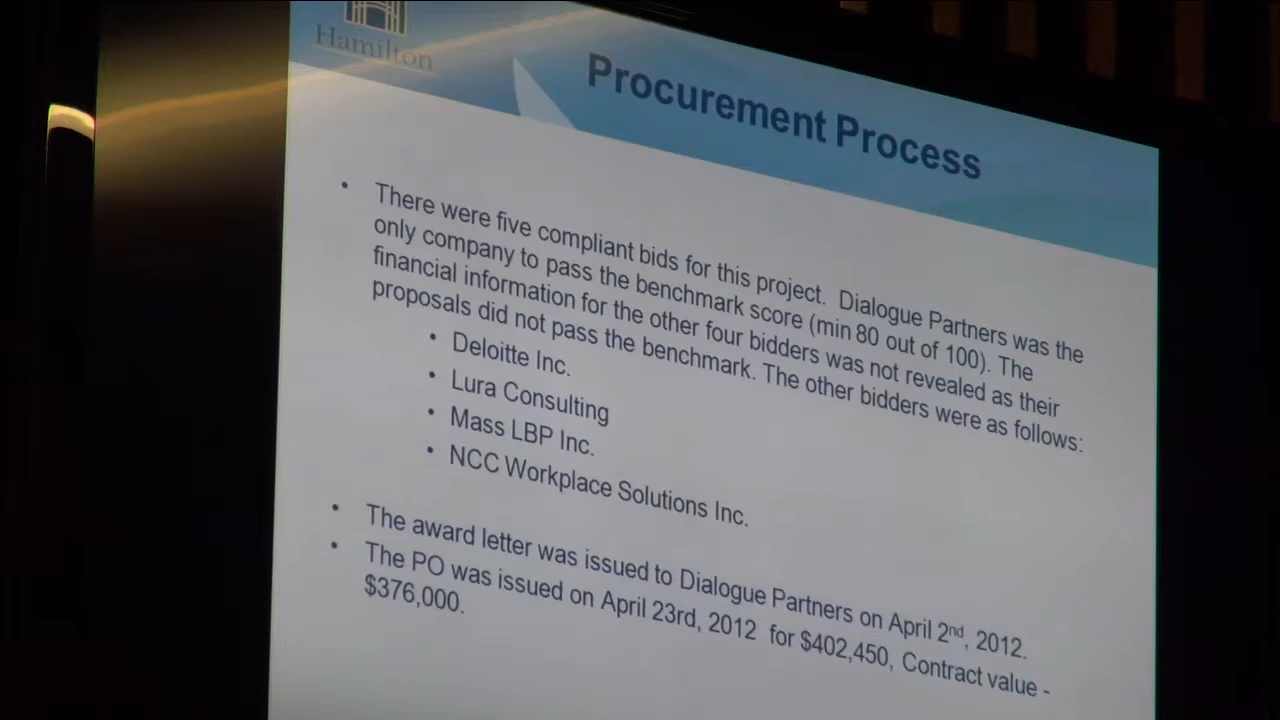 Hamilton
Procurement Process
• There were five compliant bids for this project. Dialogue Partners was the
only company to pass the benchmark score (min 80 out of 100). The
financial information for the other four bidders was not revealed as their
proposals did not pass the benchmark. The other bidders were as follows:
• Deloitte Inc.
• Lura Consulting
• Mass LBP Inc.
• NCC Workplace Solutions Inc.
• The award letter was issued to Dialogue Partners on April 2nd, 2012.
• The PO was issued on April 23rd, 2012 for $402,450, Contract value -
$376,000.